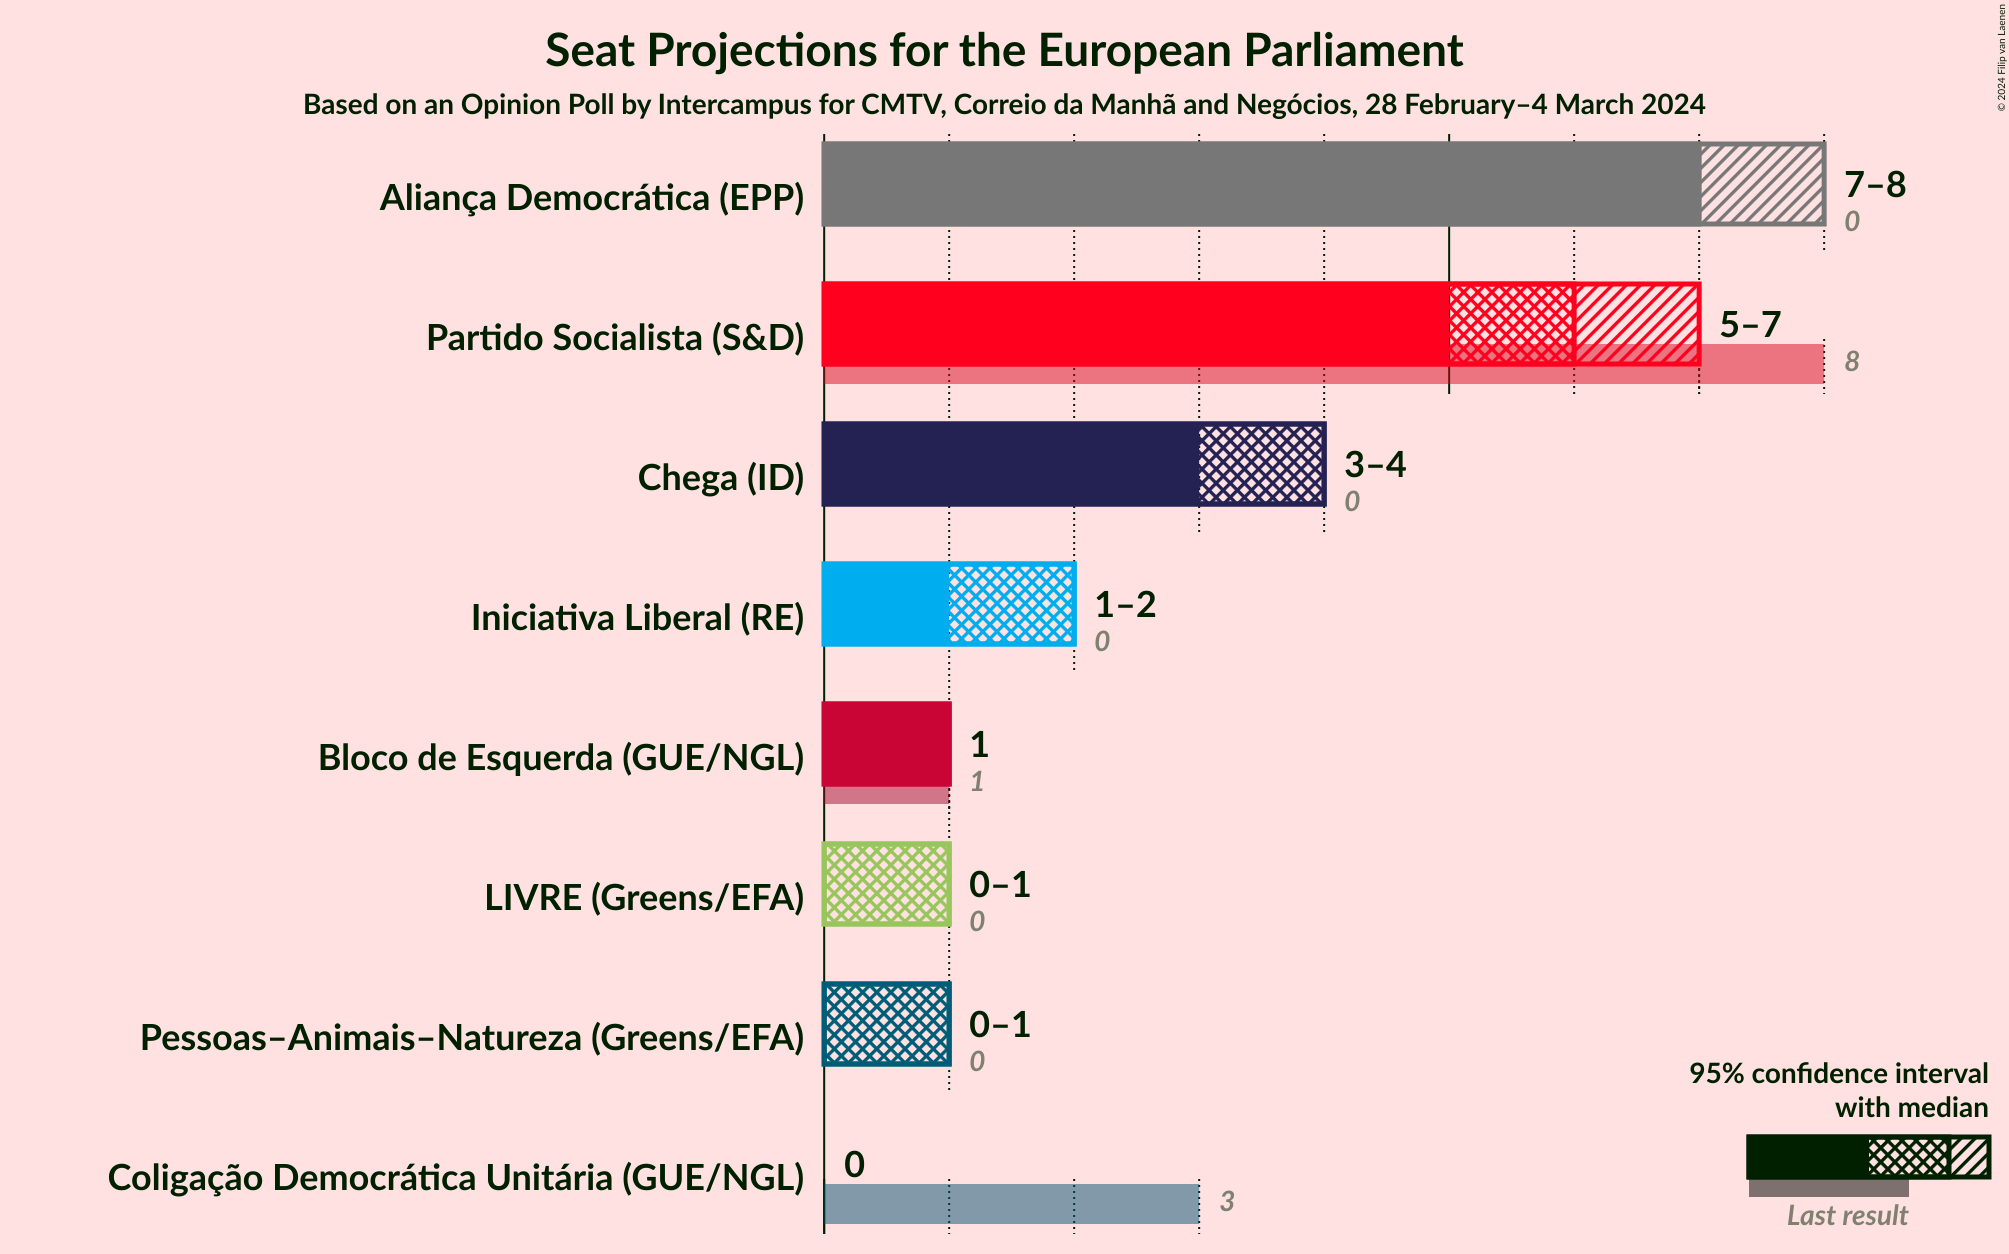 Seat Projections for the European Parliament
Based on an Opinion Poll by Intercampus for CMTV, Correio da Manhã and Negócios, 28 February–4 March 2024
© 2024 Filip van Laenen
Aliança Democrática (EPP)
7–8
0
Partido Socialista (S&D)
5–7
8
Chega (ID)
3–4
0
Iniciativa Liberal (RE)
1–2
0
Bloco de Esquerda (GUE/NGL)
1
1
LIVRE (Greens/EFA)
0–1
0
Pessoas–Animais–Natureza (Greens/EFA)
0–1
0
Coligação Democrática Unitária (GUE/NGL)
0
3
95% confidence interval
with median
Last result